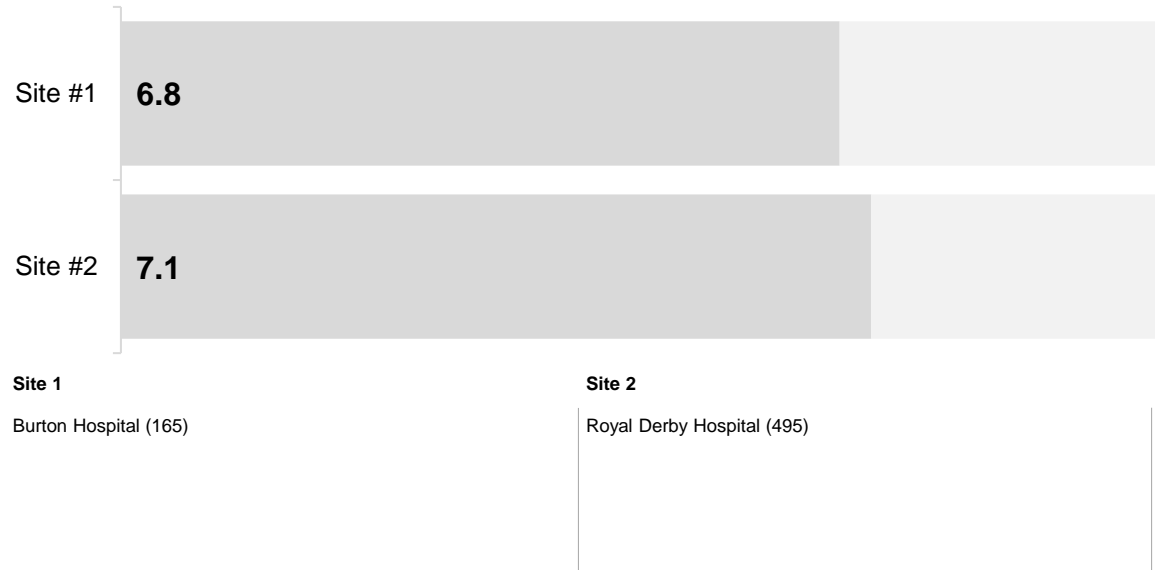 Site #1
6.8
Site #2
7.1
Site 1
Site 2
Burton Hospital (165)
Royal Derby Hospital (495)